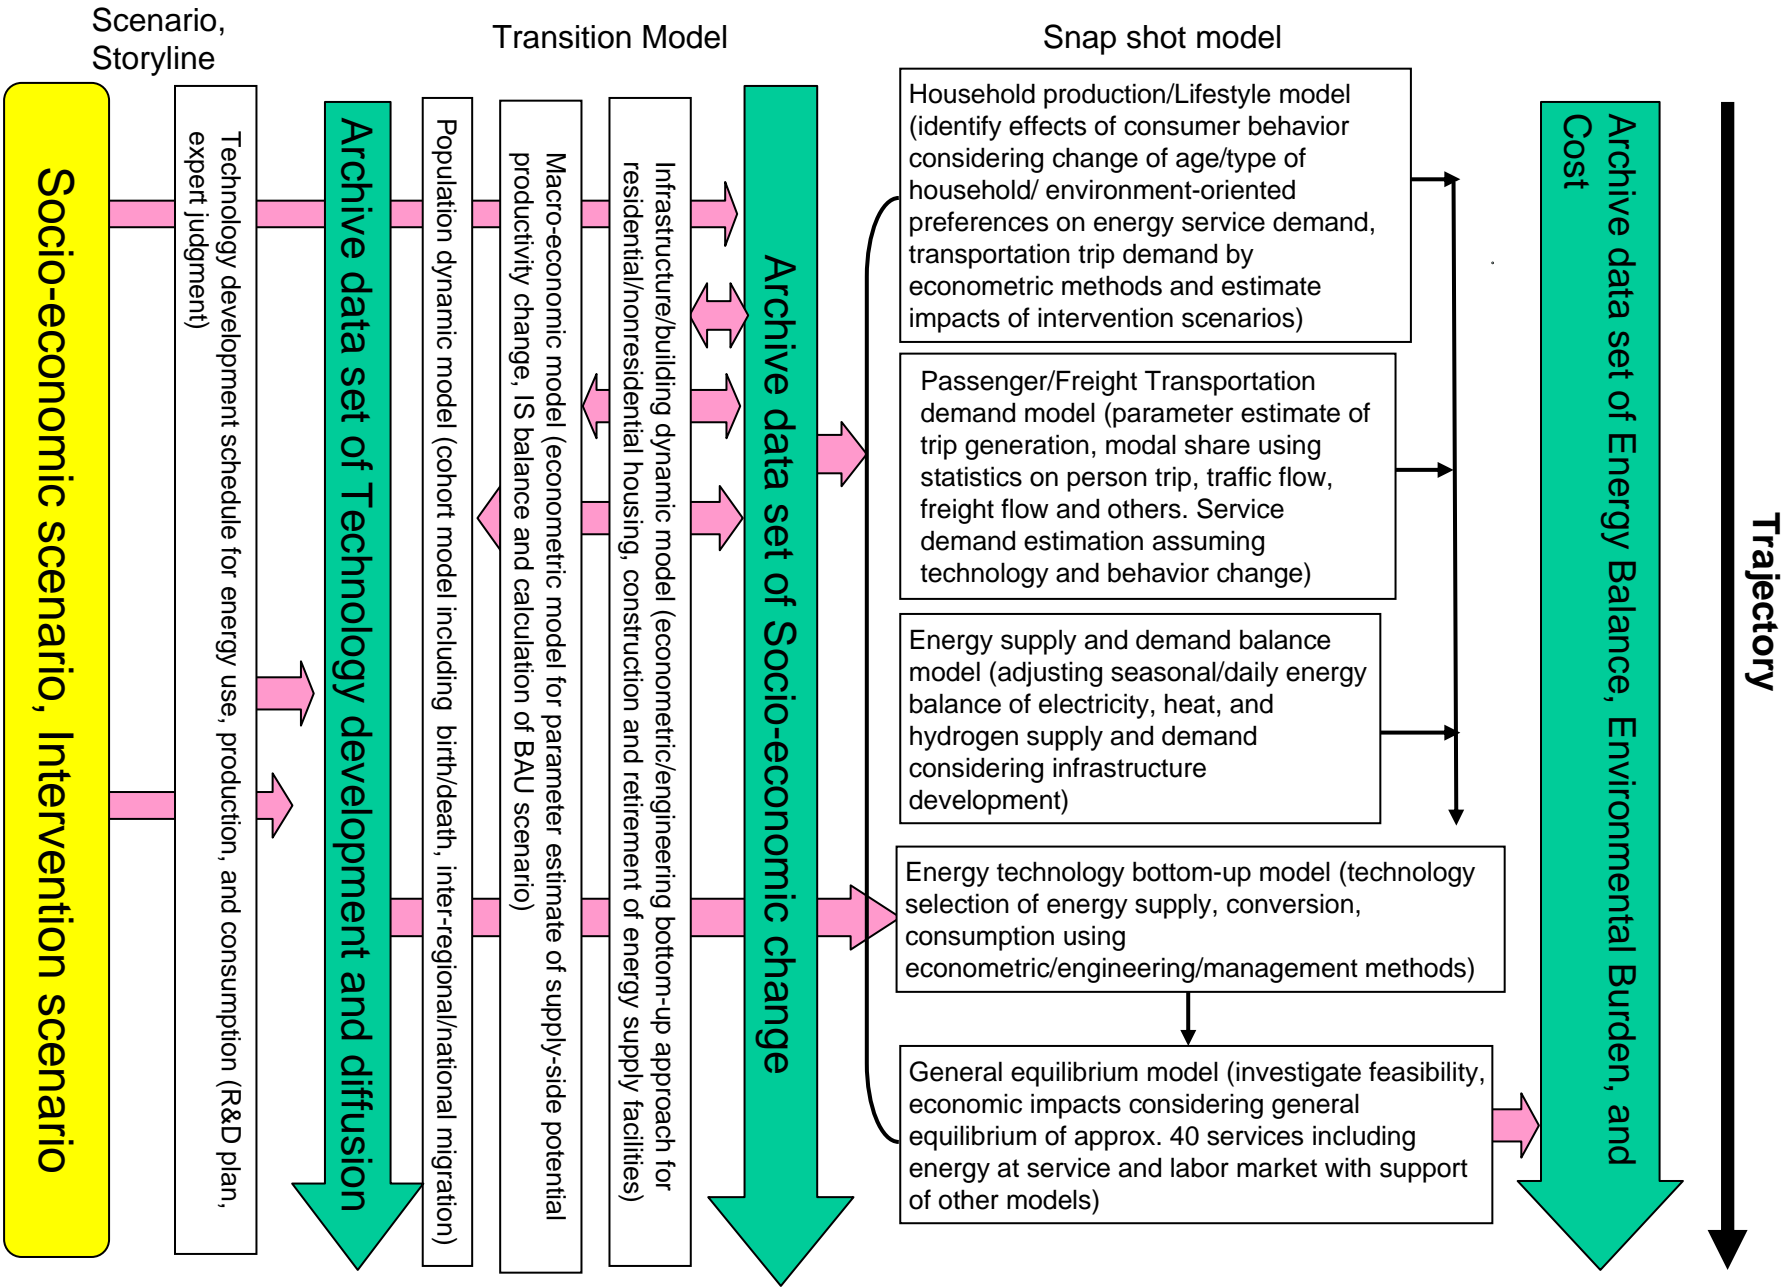 Scenario,
Storyline
Transition Model
Snap shot model
Socio-economic scenario, Intervention scenario
Technology development schedule for energy use, production, and consumption (R&D plan,
expert judgment)
Archive data set of Technology development and diffusion
Population dynamic model (cohort model including birth/death, inter-regional/national migration)
Macro-economic model (econometric model for parameter estimate of supply-side potential
productivity change, IS balance and calculation of BAU scenario)
Infrastructure/building dynamic model (econometric/engineering bottom-up approach for
residential/nonresidential housing, construction and retirement of energy supply facilities)
Archive data set of Socio-economic change
Household production/Lifestyle model
(identify effects of consumer behavior
considering change of age/type of
household/ environment-oriented
preferences on energy service demand,
transportation trip demand by
econometric methods and estimate
impacts of intervention scenarios)
Passenger/Freight Transportation
demand model (parameter estimate of
trip generation, modal share using
statistics on person trip, traffic flow,
freight flow and others. Service
demand estimation assuming
technology and behavior change)
Energy supply and demand balance
model (adjusting seasonal/daily energy
balance of electricity, heat, and
hydrogen supply and demand
considering infrastructure
development)
Energy technology bottom-up model (technology
selection of energy supply, conversion,
consumption using
econometric/engineering/management methods)
General equilibrium model (investigate feasibility,
economic impacts considering general
equilibrium of approx. 40 services including
energy at service and labor market with support
of other models)
Archive data set of Energy Balance, Environmental Burden, and
Cost
Trajectory